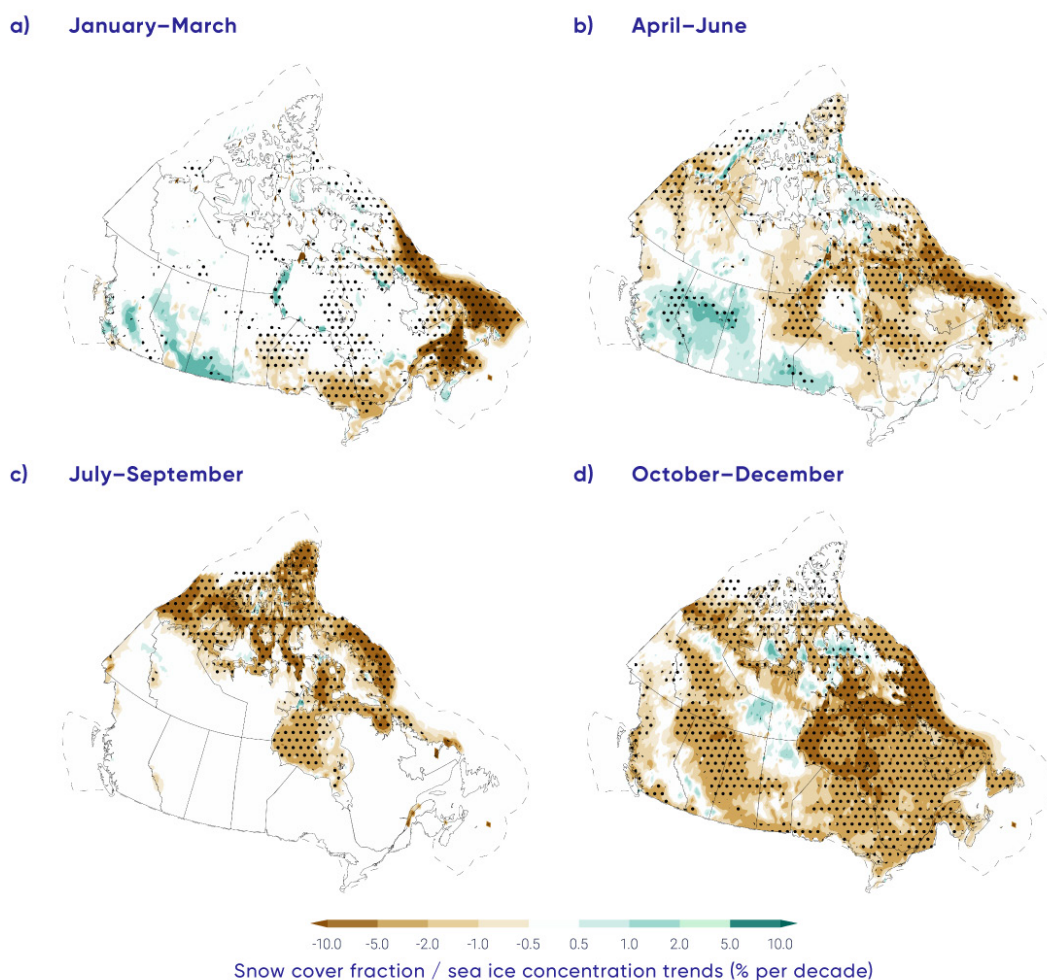 a) January–March
b) April–June
c) July–September
d) October–December
-10.0 -5.0 -2.0 -1.0 -0.5 0.5 1.0 2.0 5.0 10.0
Snow cover fraction / sea ice concentration trends (% per decade)